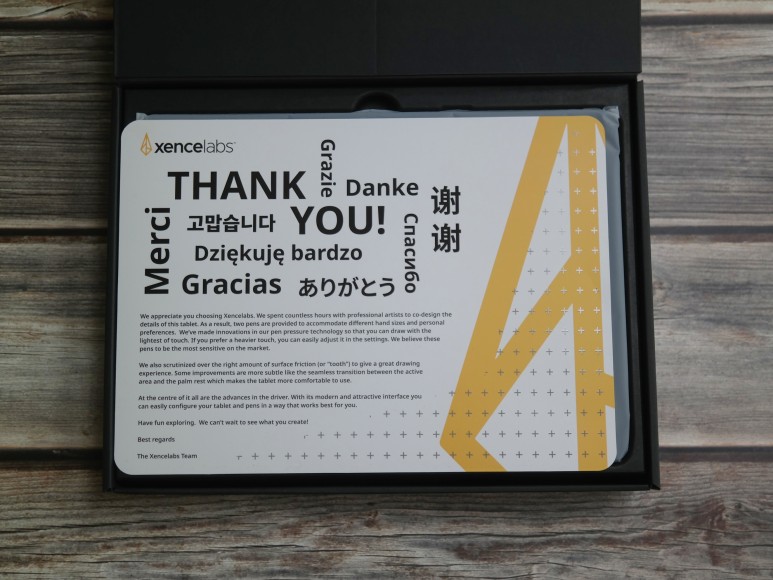 xencelabs
THANK
YOU!
Grazie
Danke
谢
谢
Merci
고맙습니다
Спасибо
Dziękuję bardzo
Gracias
ありがとう
We appreciate you choosing Xencelabs. We spent countless hours with professional artists to co-design the
details of this tablet. As a result, two pens are provided to accommodate different hand sizes and personal
preferences. We've made innovations in our pen pressure technology so that you can draw with the
lightest of touch. If you prefer a heavier touch, you can easily adjust it in the settings. We believe these
pens to be the most sensitive on the market.
We also scrutinized over the right amount of surface friction (or "tooth") to give a great drawing
experience. Some improvements are more subtle like the seamless transition between the active
area and the palm rest which makes the tablet more comfortable to use.
At the centre of it all are the advances in the driver. With its modern and attractive interface you
can easily configure your tablet and pens in a way that works best for you.
Have fun exploring. We can't wait to see what you create!
Best regards
The Xencelabs Team